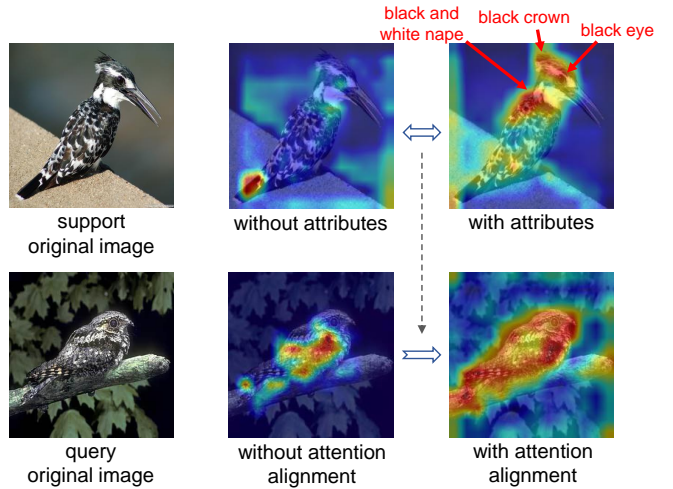 black and
white nape
black crown
black eye
support
original image
without attributes
with attributes
query
original image
without attention
alignment
with attention
alignment